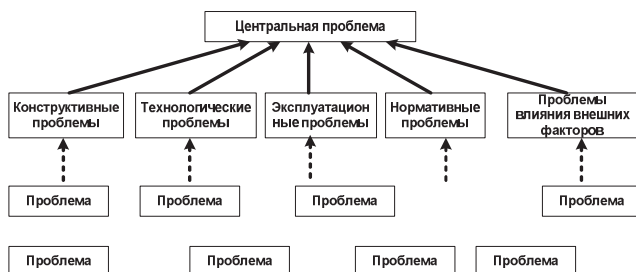 Центральная проблема
Конструктивные
проблемы
Технологические
проблемы
Эксплуатацион
ные проблемы
Нормативные
проблемы
Проблемы
влияния внешних
факторов
Проблема
Проблема
Проблема
Проблема
Проблема
Проблема
Проблема
Проблема